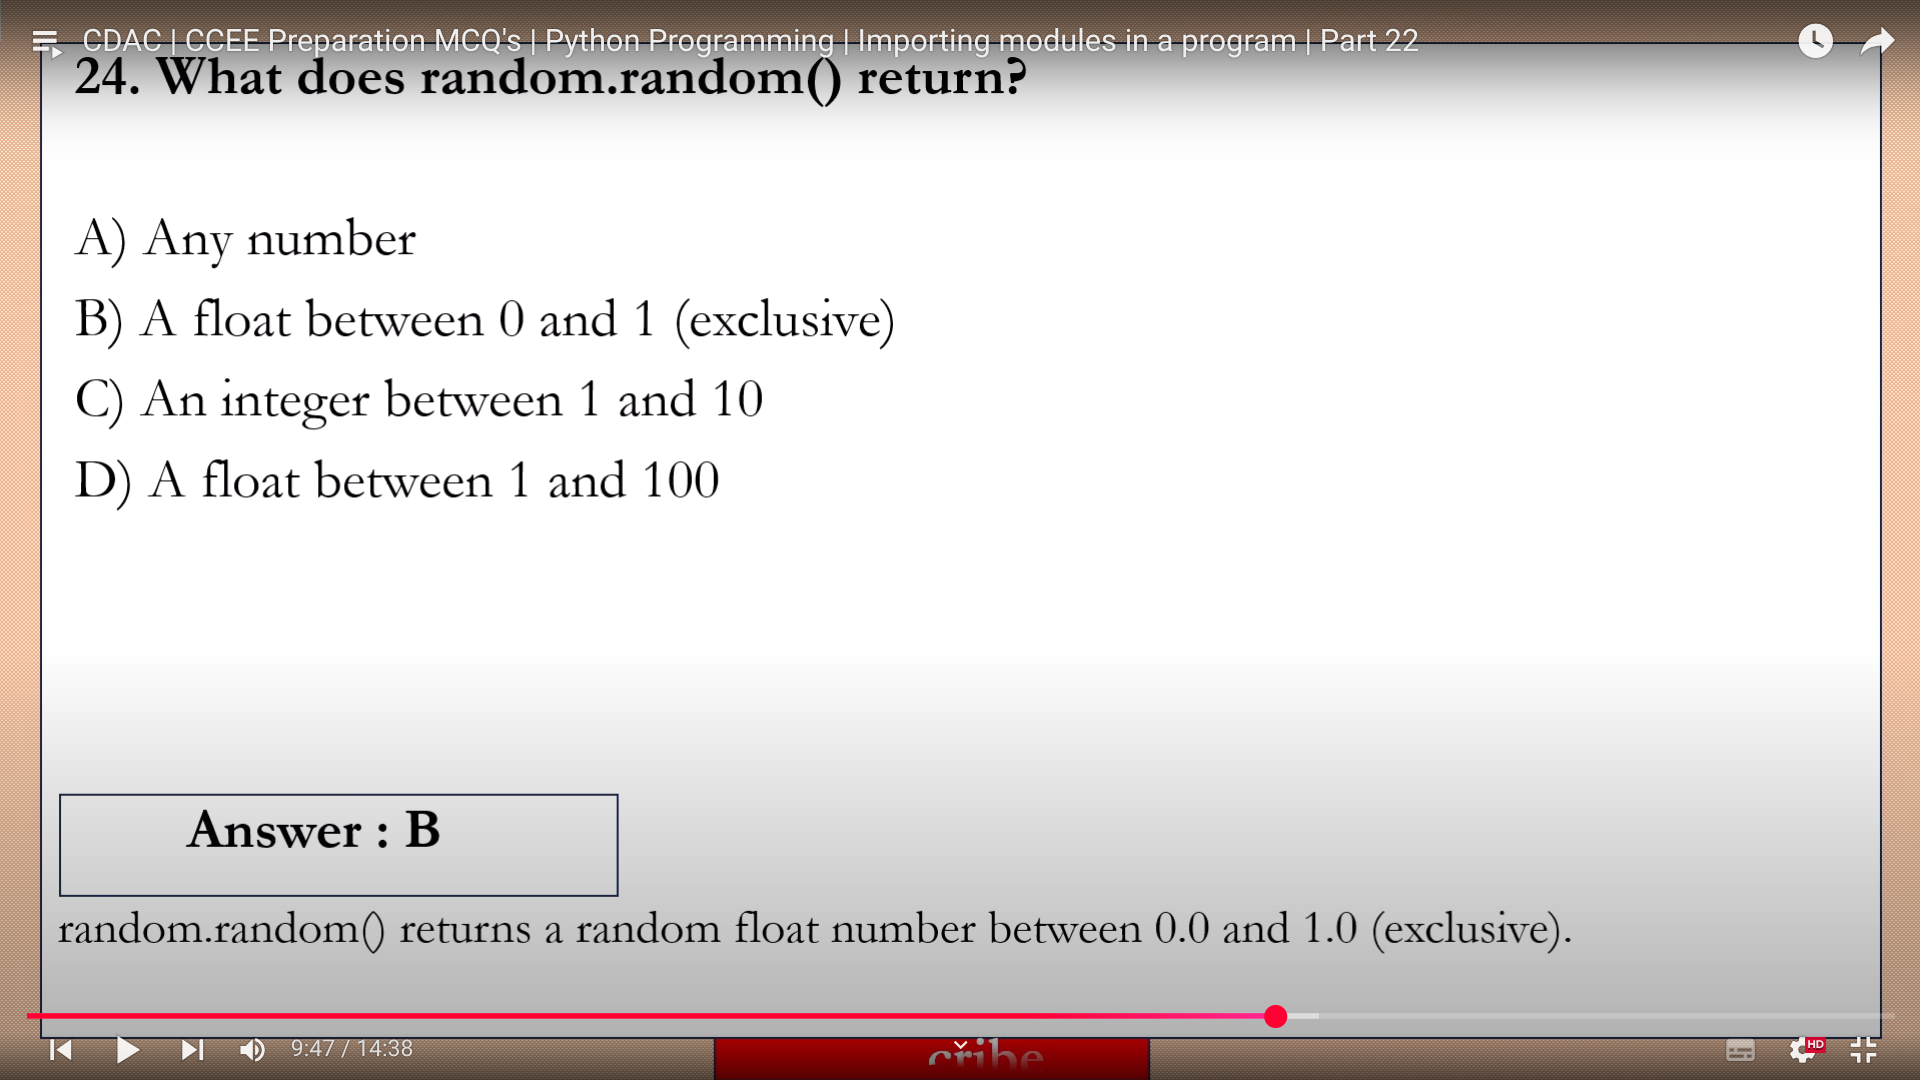 CDAC | CCEE Preparation MCQ's | Python Programming | Importing modules in a program | Part 22
24. What does random.random() return?
A) Any number
B) A float between 0 and 1 (exclusive)
C) An integer between 1 and 10
D) A float between 1 and 100
Answer : B
random.random() returns a random float number between 0.0 and 1.0 (exclusive).
9:47 / 14:38
cribe
HD